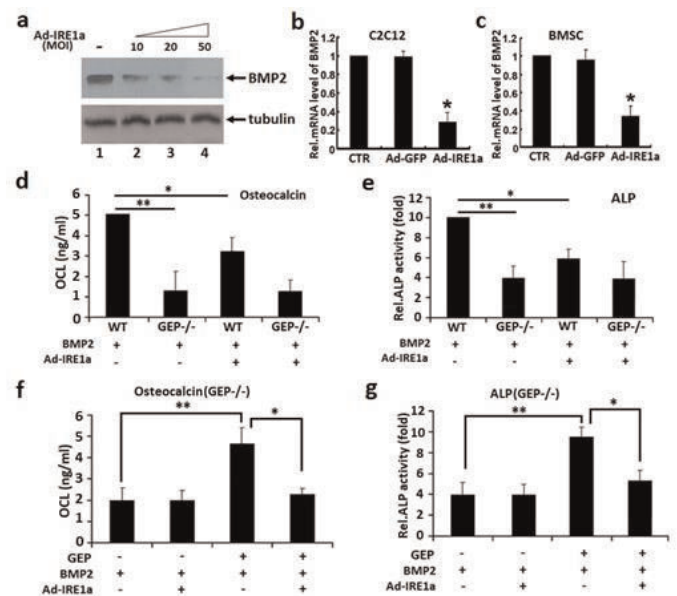 a
Ad-IRE1a
(MOI)
-
10 20 50
BMP2
tubulin
1 2 3 4
b
C2C12
Rel.mRNA level of BMP2
1.2
1
0.8
0.6
0.4
0.2
0
*
CTR Ad-GFP Ad-IRE1a
c
BMSC
Rel.mRNA level of BMP2
1.2
1
0.8
0.6
0.4
0.2
0
*
CTR Ad-GFP Ad-IRE1a
d
Osteocalcin
OCL (ng/ml)
6
5
4
3
2
1
0
*
**
WT GEP-/- WT GEP-/-
BMP2 + + + +
Ad-IRE1a - - + +
e
ALP
Rel.ALP activity (fold)
12
10
8
6
4
2
0
*
**
WT GEP-/- WT GEP-/-
BMP2 + + + +
Ad-IRE1a - - + +
f
Osteocalcin(GEP-/-)
OCL (ng/ml)
6
5
4
3
2
1
0
**
*
GEP - - + +
BMP2 + + + +
Ad-IRE1a - + - +
g
ALP(GEP-/-)
Rel.ALP activity (fold)
12
10
8
6
4
2
0
**
*
GEP - - + +
BMP2 + + + +
Ad-IRE1a - + - +